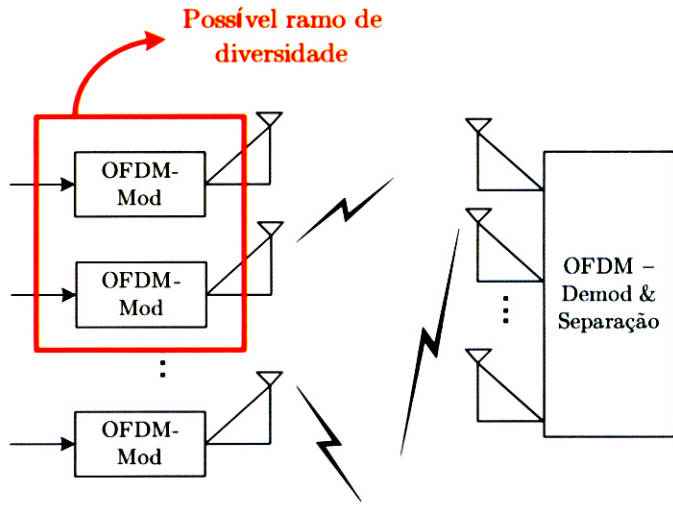 Possível ramo de
diversidade
OFDM-
Mod
OFDM-
Mod
OFDM-
Mod
OFDM –
Demod &
Separação